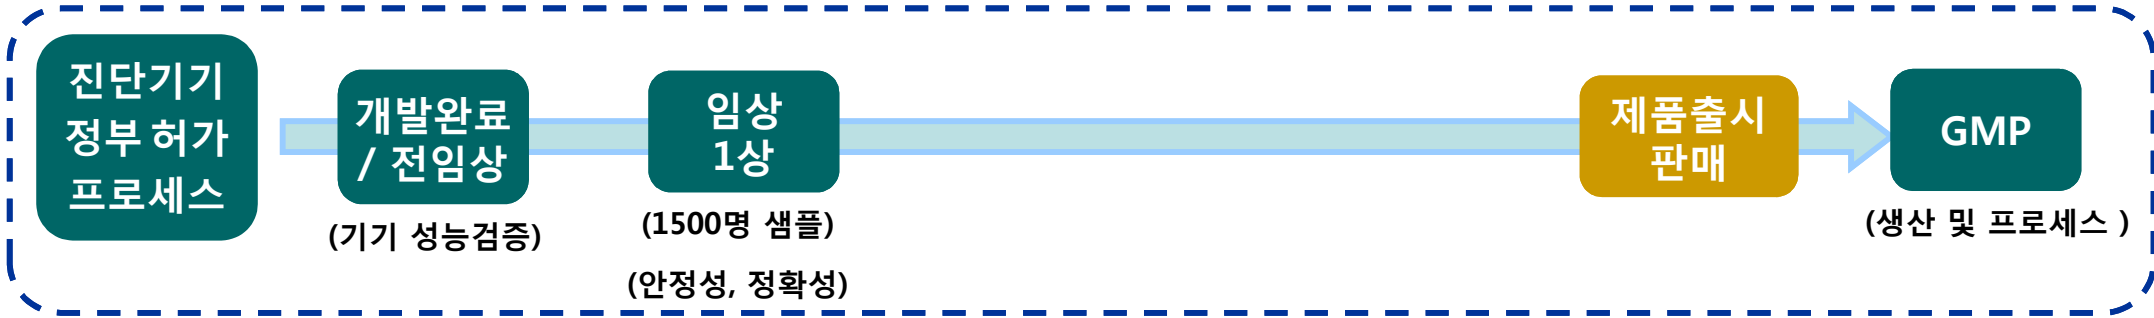 진단기기
정부 허가
프로세스
개발완료
/ 전임상
(기기 성능검증)
임상
1상
(1500명 샘플)
(안정성, 정확성)
제품출시
판매
GMP
(생산 및 프로세스 )